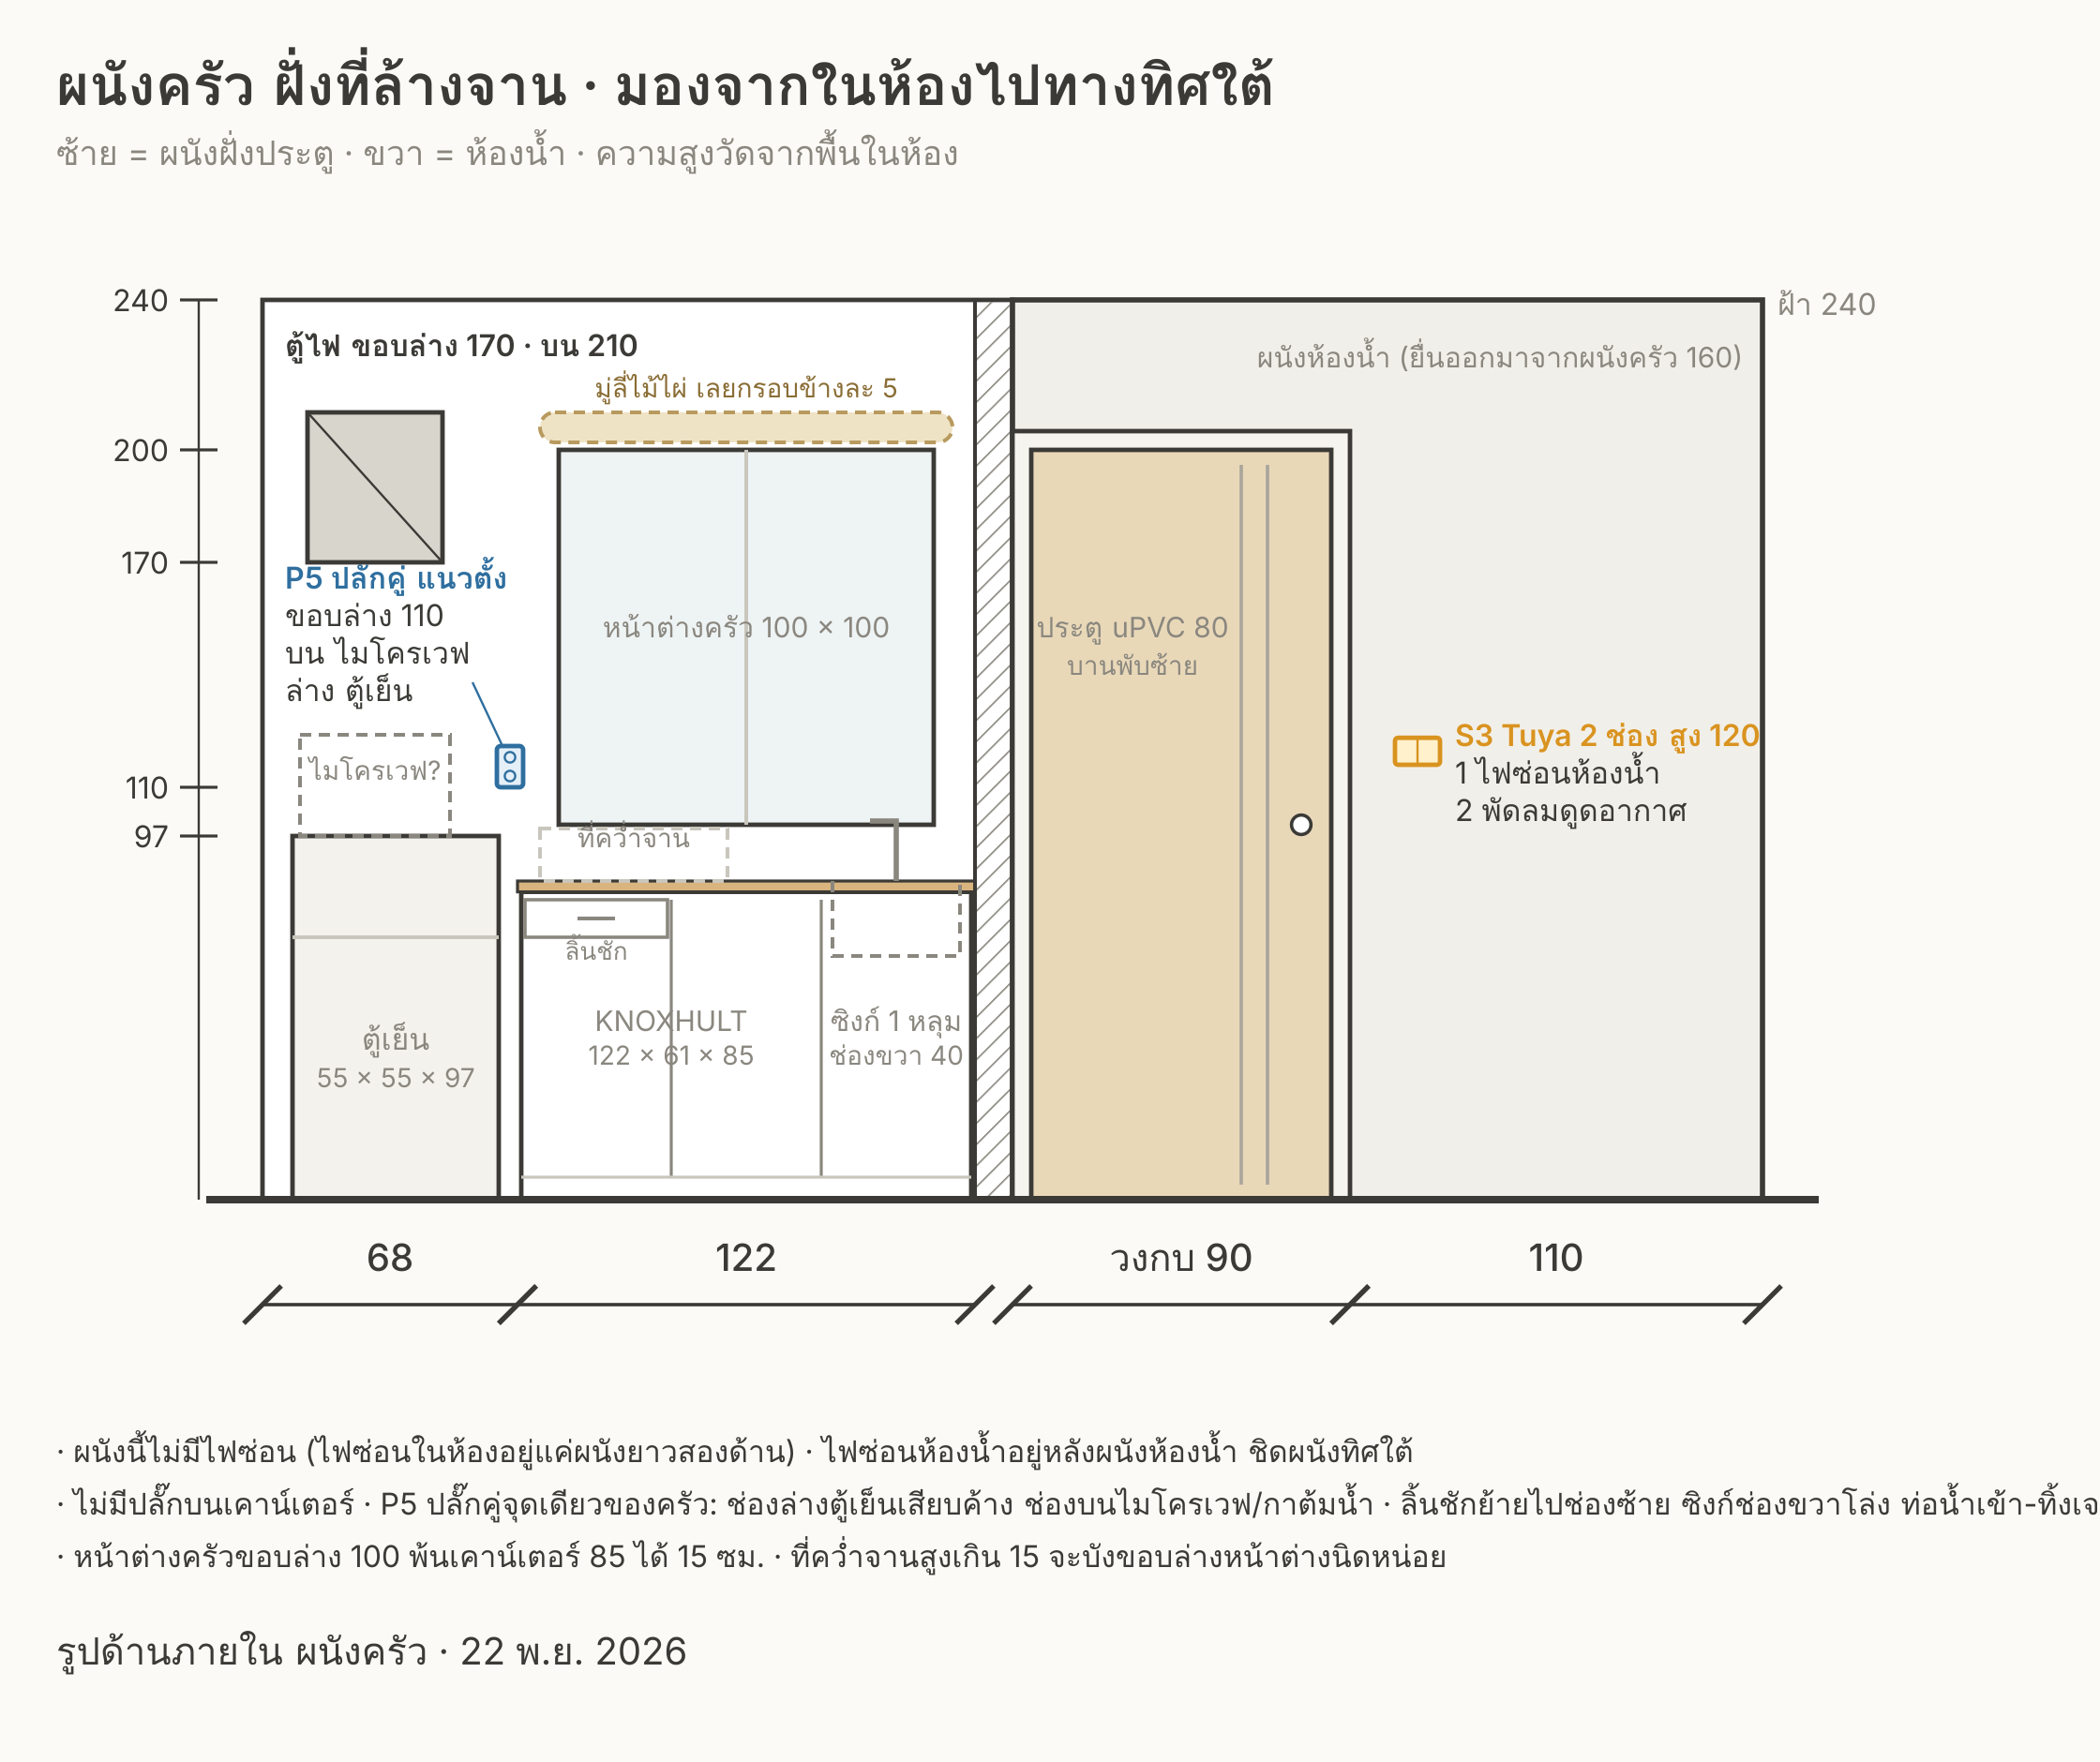 ผนังครัว ฝั่งที่ล้างจาน · มองจากในห้องไปทางทิศใต้
ซ้าย = ผนังฝั่งประตู · ขวา = ห้องน้ำ · ความสูงวัดจากพื้นในห้อง
240
200
170
110
97
ฝ้า 240
ตู้ไฟ ขอบล่าง 170 · บน 210
ผนังห้องน้ำ (ยื่นออกมาจากผนังครัว 160)
มู่ลี่ไม้ไผ่ เลยกรอบข้างละ 5
P5 ปลั๊กคู่ แนวตั้ง
ขอบล่าง 110
บน ไมโครเวฟ
ล่าง ตู้เย็น
หน้าต่างครัว 100 × 100
ประตู uPVC 80
บานพับซ้าย
S3 Tuya 2 ช่อง สูง 120
1 ไฟซ่อนห้องน้ำ
2 พัดลมดูดอากาศ
ไมโครเวฟ?
ที่คว่ำจาน
ลิ้นชัก
KNOXHULT
122 × 61 × 85
ซิงก์ 1 หลุม
ช่องขวา 40
ตู้เย็น
55 × 55 × 97
68
122
วงกบ 90
110
· ผนังนี้ไม่มีไฟซ่อน (ไฟซ่อนในห้องอยู่แค่ผนังยาวสองด้าน) · ไฟซ่อนห้องน้ำอยู่หลังผนังห้องน้ำ ชิดผนังทิศใต้
· ไม่มีปลั๊กบนเคาน์เตอร์ · P5 ปลั๊กคู่จุดเดียวของครัว: ช่องล่างตู้เย็นเสียบค้าง ช่องบนไมโครเวฟ/กาต้มน้ำ · ลิ้นชักย้ายไปช่องซ้าย ซิงก์ช่องขวาโล่ง ท่อน้ำเข้า-ทิ้งเจ
· หน้าต่างครัวขอบล่าง 100 พ้นเคาน์เตอร์ 85 ได้ 15 ซม. · ที่คว่ำจานสูงเกิน 15 จะบังขอบล่างหน้าต่างนิดหน่อย
รูปด้านภายใน ผนังครัว · 22 พ.ย. 2026